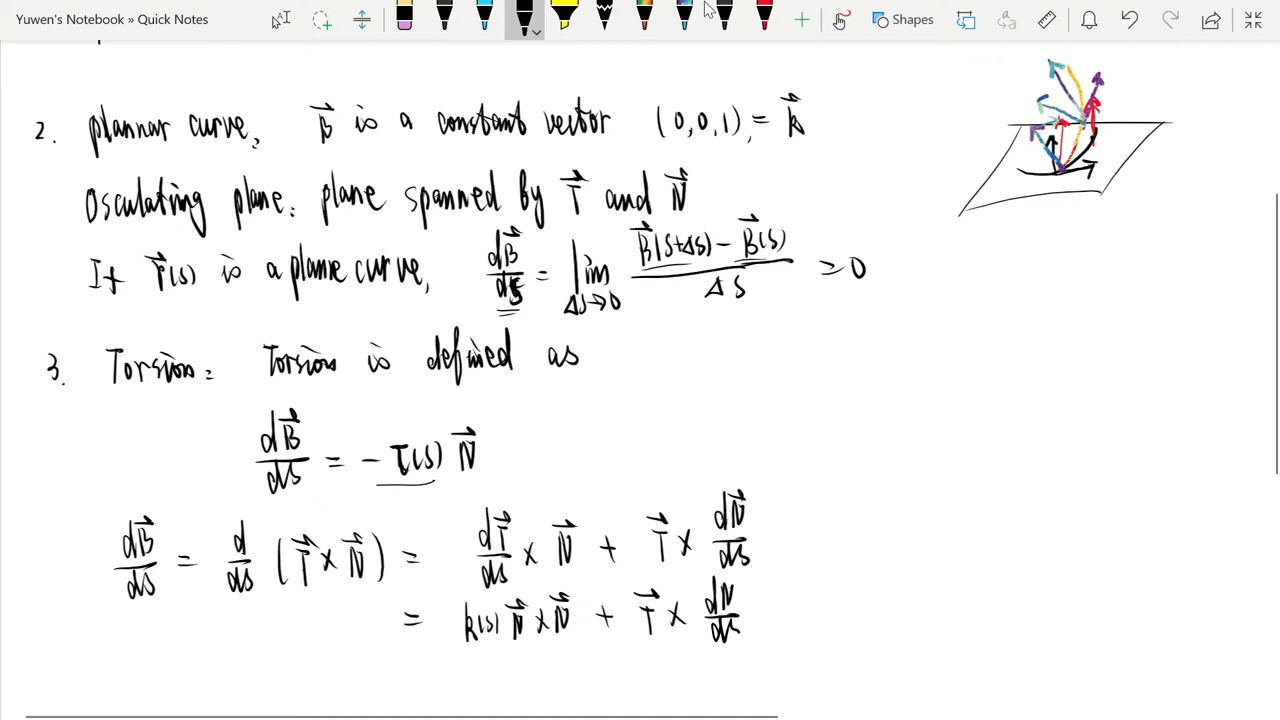 Yuwen's Notebook » Quick Notes
Shapes
2. plannar curve, B⃗ is a constant vector (0,0,1), = k⃗
Osculating plane: plane spanned by T⃗ and N⃗
If r⃗(s) is a plane curve, dB⃗/ds = lim Δs→0 (B⃗(s+Δs) − B⃗(s))/Δs = 0
3. Torsion: Torsion is defined as
dB⃗/ds = − τ(s) N⃗
dB⃗/ds = d/ds (T⃗ × N⃗) = dT⃗/ds × N⃗ + T⃗ × dN⃗/ds
= k(s) N⃗ × N⃗ + T⃗ × dN/ds